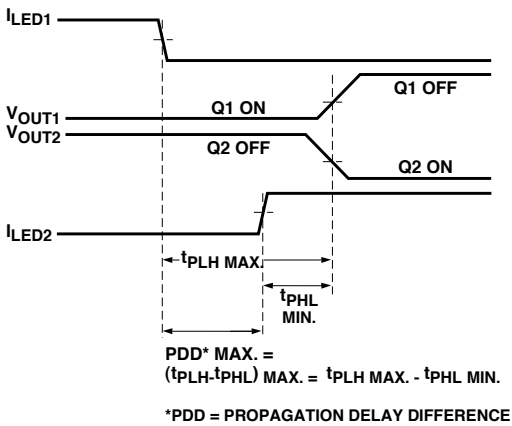 ILED1
VOUT1
Q1 ON
Q1 OFF
VOUT2
Q2 OFF
Q2 ON
ILED2
tPLH MAX.
tPHL
MIN.
PDD* MAX. =
(tPLH-tPHL) MAX. = tPLH MAX. - tPHL MIN.
*PDD = PROPAGATION DELAY DIFFERENCE